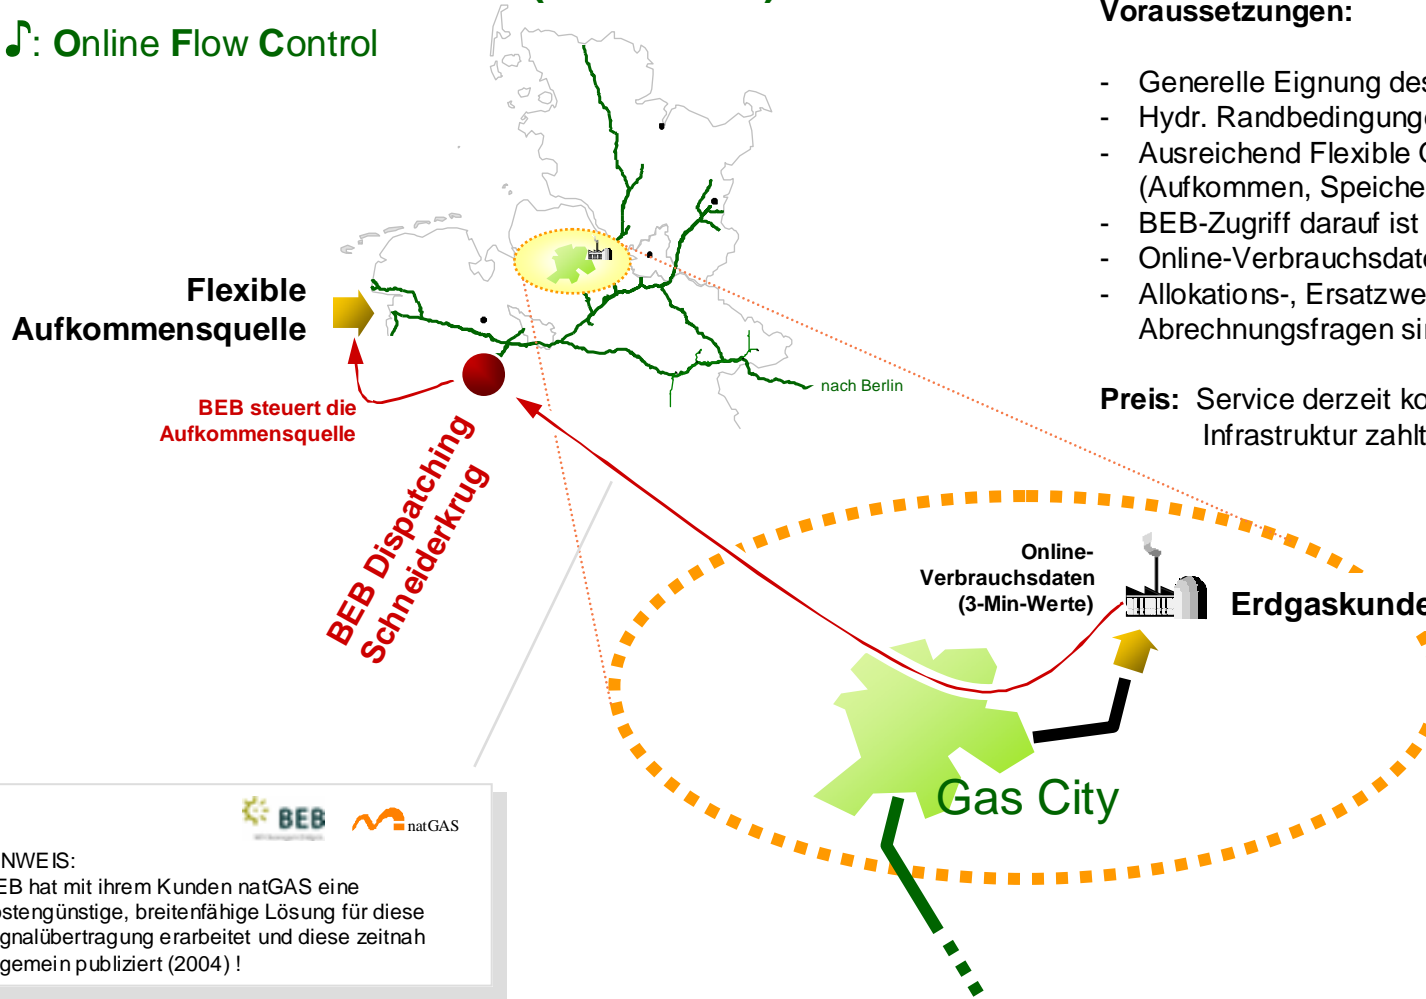 ♪: Online Flow Control
Voraussetzungen:
- Generelle Eignung des
- Hydr. Randbedingung
- Ausreichend Flexible
(Aufkommen, Speiche
- BEB-Zugriff darauf ist
- Online-Verbrauchsdat
- Allokations-, Ersatzwe
Abrechnungsfragen si
Preis: Service derzeit ko
Infrastruktur zahlt
Flexible
Aufkommensquelle
BEB steuert die
Aufkommensquelle
nach Berlin
BEB Dispatching
Schneiderkrug
Online-
Verbrauchsdaten
(3-Min-Werte)
Erdgaskunde
Gas City
BEB
natGAS
NWEIS:
EB hat mit ihrem Kunden natGAS eine
ostengünstige, breitenfähige Lösung für diese
gnalübertragung erarbeitet und diese zeitnah
gemein publiziert (2004) !